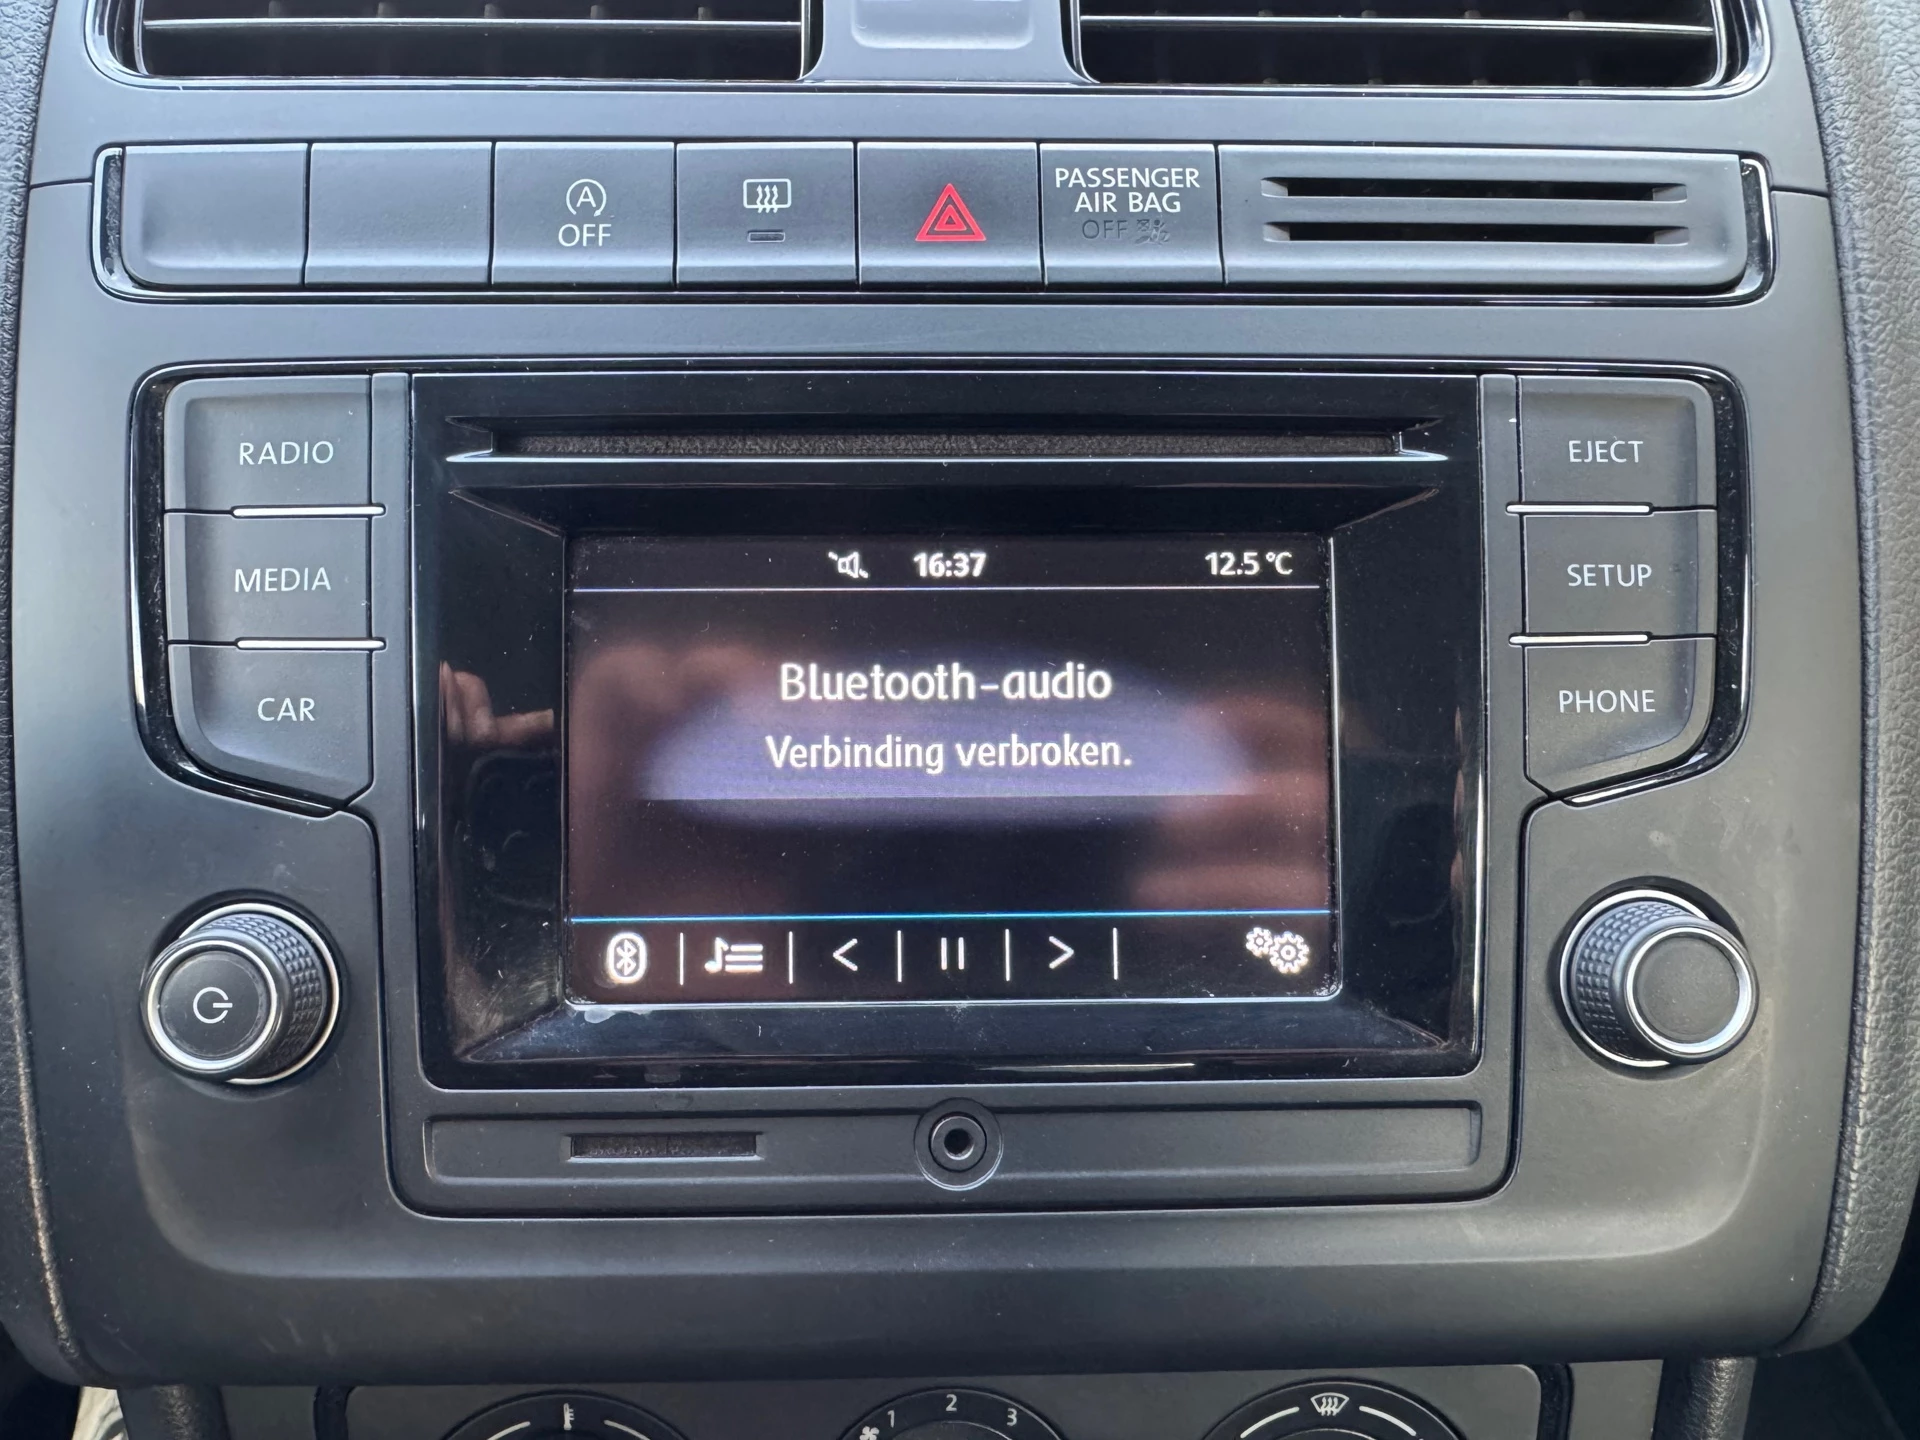 A
OFF
PASSENGER
AIR BAG
OFF
RADIO
MEDIA
CAR
EJECT
SETUP
PHONE
16:37
12.5 °C
Bluetooth-audio
Verbinding verbroken.
1
2
3